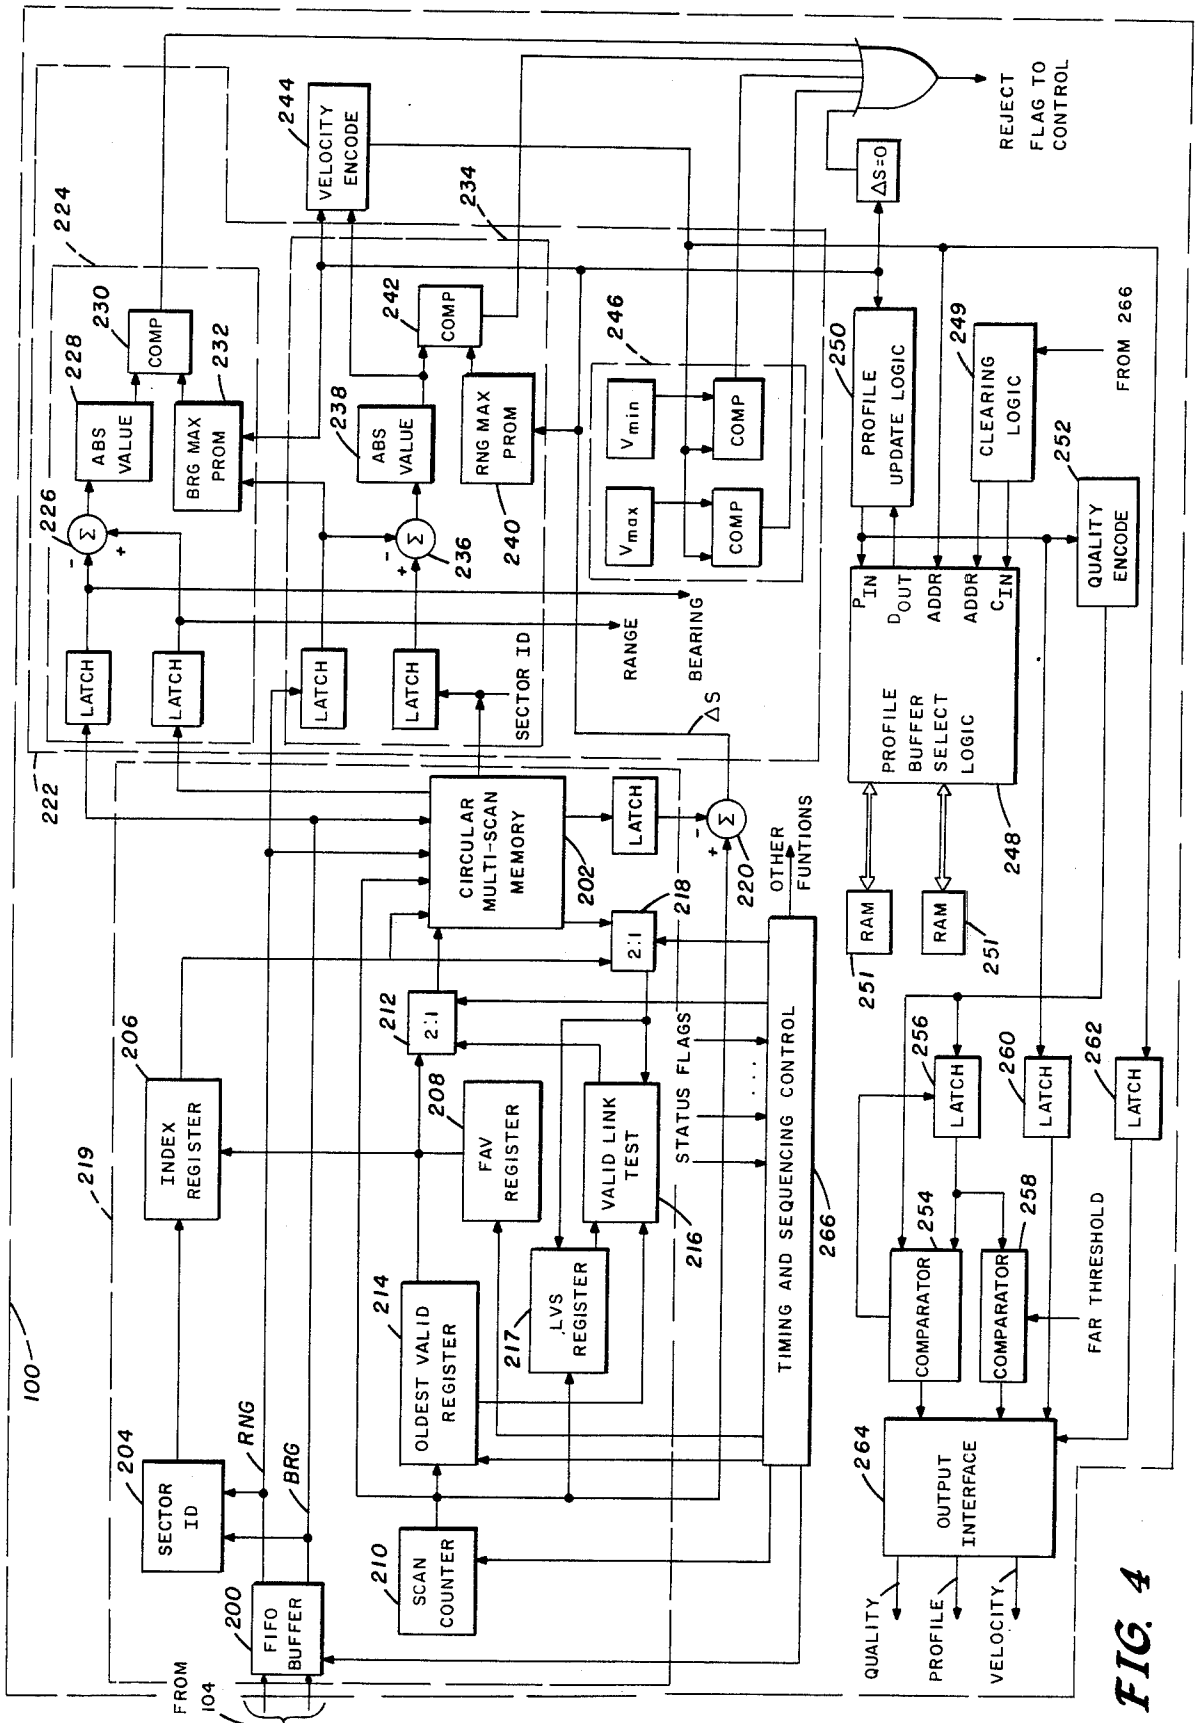 100
219
FROM
104
200
FIFO
BUFFER
204
SECTOR
ID
RNG
BRG
206
INDEX
REGISTER
210
SCAN
COUNTER
214
OLDEST VALID
REGISTER
208
FAV
REGISTER
212
2:1
217
LVS
REGISTER
VALID LINK
TEST
216
CIRCULAR
MULTI-SCAN
MEMORY
202
218
2:1
LATCH
220
Σ
+
-
ΔS
STATUS FLAGS
. . .
TIMING AND SEQUENCING CONTROL
266
OTHER
FUNTIONS
222
224
LATCH
LATCH
226
Σ
-
+
228
ABS
VALUE
230
COMP
BRG MAX
PROM
232
234
LATCH
LATCH
SECTOR ID
Σ
-
+
236
238
ABS
VALUE
242
COMP
RNG MAX
PROM
240
244
VELOCITY
ENCODE
RANGE
BEARING
246
Vmax
Vmin
COMP
COMP
ΔS=0
REJECT
FLAG TO
CONTROL
250
PROFILE
UPDATE LOGIC
249
CLEARING
LOGIC
FROM 266
PROFILE
BUFFER
SELECT
LOGIC
PIN
DOUT
ADDR
ADDR
CIN
248
RAM
251
RAM
251
252
QUALITY
ENCODE
256
LATCH
260
LATCH
262
LATCH
254
COMPARATOR
258
COMPARATOR
FAR THRESHOLD
264
OUTPUT
INTERFACE
QUALITY
PROFILE
VELOCITY
FIG. 4